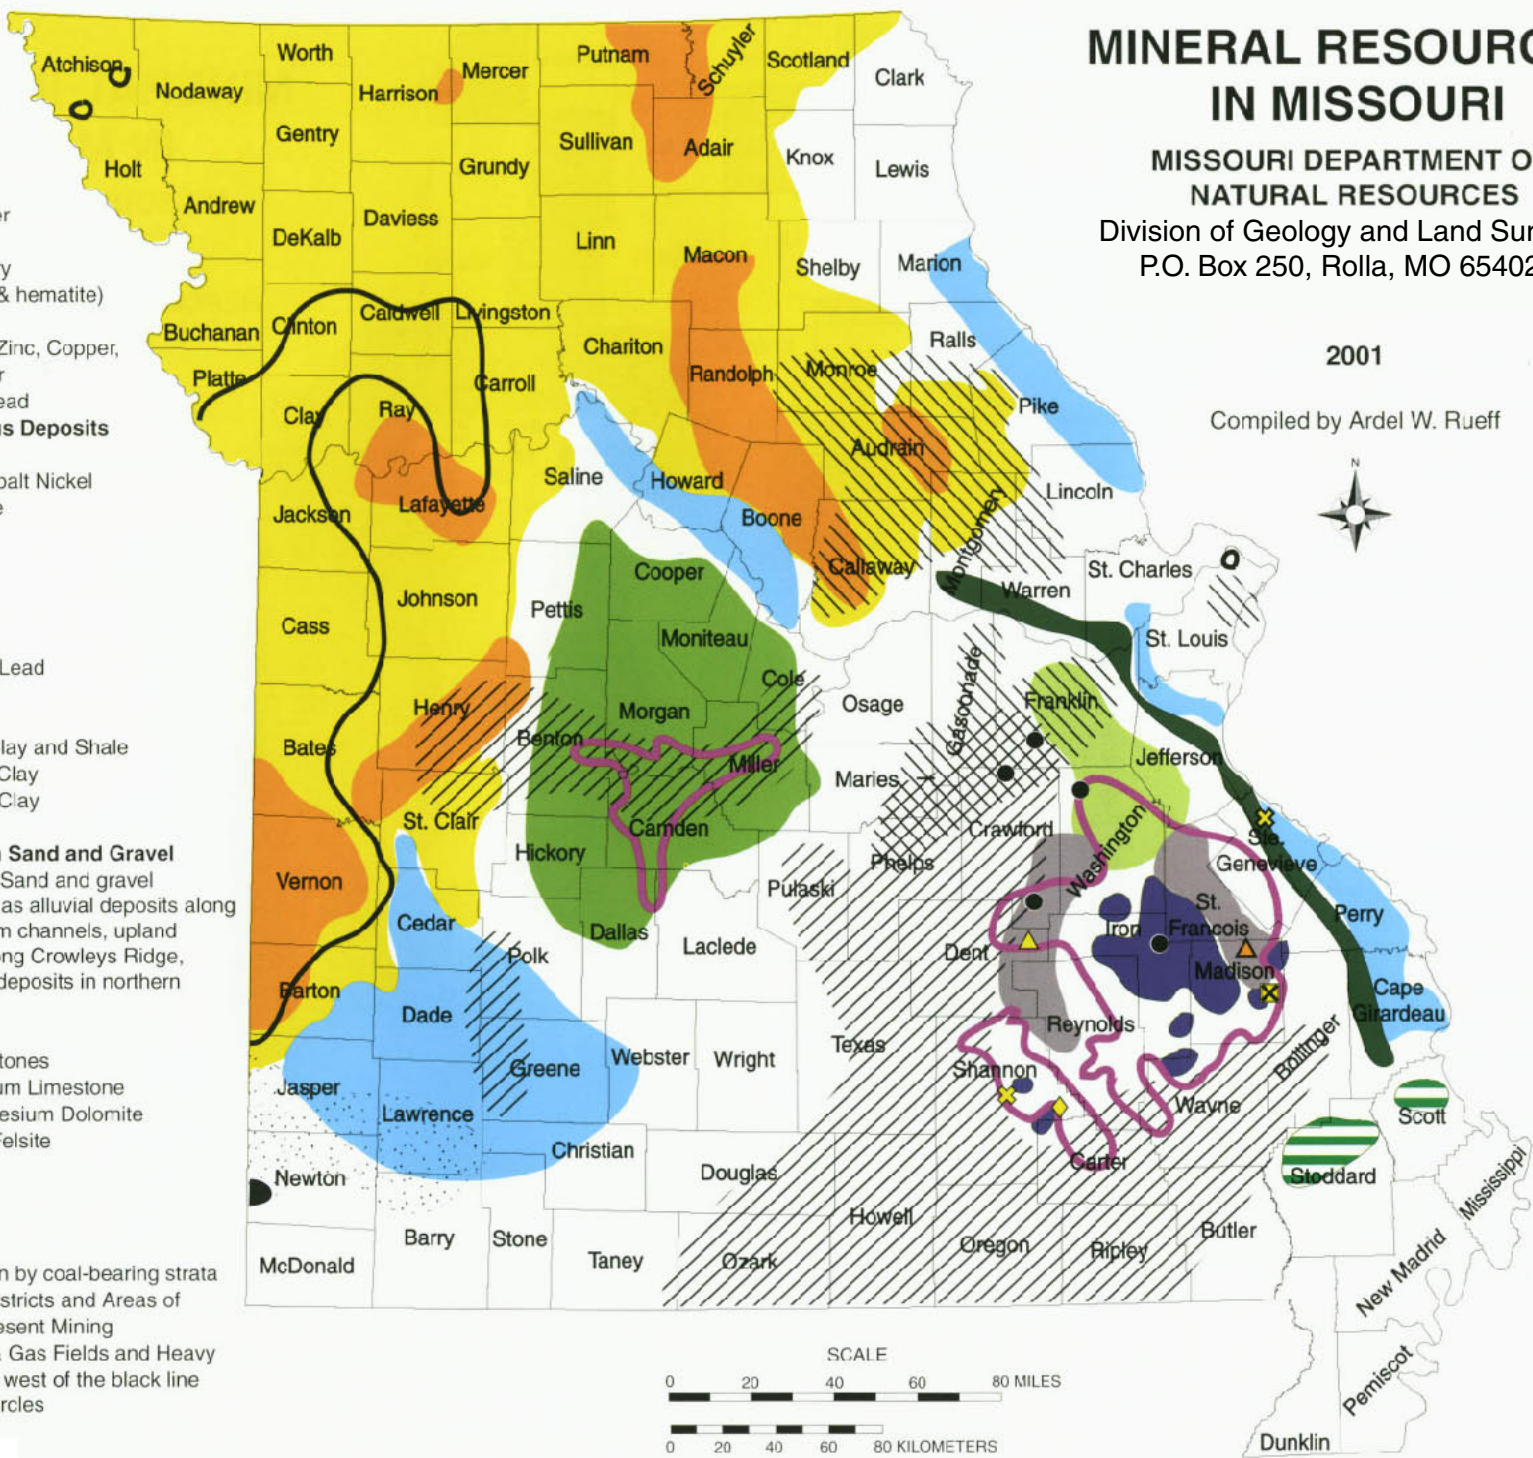 MINERAL RESOURC
IN MISSOURI
MISSOURI DEPARTMENT O
NATURAL RESOURCES
Division of Geology and Land Sur
P.O. Box 250, Rolla, MO 65402
2001
Compiled by Ardel W. Rueff
N
er
y
& hematite)
Zinc, Copper,
r
ead
us Deposits
balt Nickel
e
Lead
lay and Shale
Clay
Clay
Sand and Gravel
Sand and gravel
as alluvial deposits along
m channels, upland
ong Crowleys Ridge,
deposits in northern
tones
um Limestone
esium Dolomite
Felsite
n by coal-bearing strata
stricts and Areas of
esent Mining
Gas Fields and Heavy
west of the black line
rcles
Atchison
Nodaway
Worth
Harrison
Mercer
Putnam
Schuyler
Scotland
Clark
Holt
Gentry
Grundy
Sullivan
Adair
Knox
Lewis
Andrew
DeKalb
Daviess
Linn
Macon
Shelby
Marion
Buchanan
Clinton
Caldwell
Livingston
Chariton
Randolph
Monroe
Ralls
Platte
Clay
Ray
Carroll
Audrain
Pike
Saline
Howard
Boone
Callaway
Montgomery
Lincoln
Jackson
Lafayette
Cooper
Warren
St. Charles
Cass
Johnson
Pettis
Moniteau
Cole
Osage
Gasconade
Franklin
St. Louis
Bates
Henry
Benton
Morgan
Miller
Maries
Jefferson
St. Clair
Hickory
Camden
Pulaski
Phelps
Crawford
Washington
Ste.
Genevieve
Vernon
Cedar
Polk
Dallas
Laclede
Dent
Iron
St.
Francois
Madison
Perry
Barton
Dade
Greene
Webster
Wright
Texas
Reynolds
Bollinger
Cape
Girardeau
Jasper
Lawrence
Christian
Shannon
Wayne
Scott
Newton
Douglas
Howell
Carter
Stoddard
Mississippi
McDonald
Barry
Stone
Taney
Ozark
Oregon
Ripley
Butler
New Madrid
Pemiscot
Dunklin
SCALE
0 20 40 60 80 MILES
0 20 40 60 80 KILOMETERS